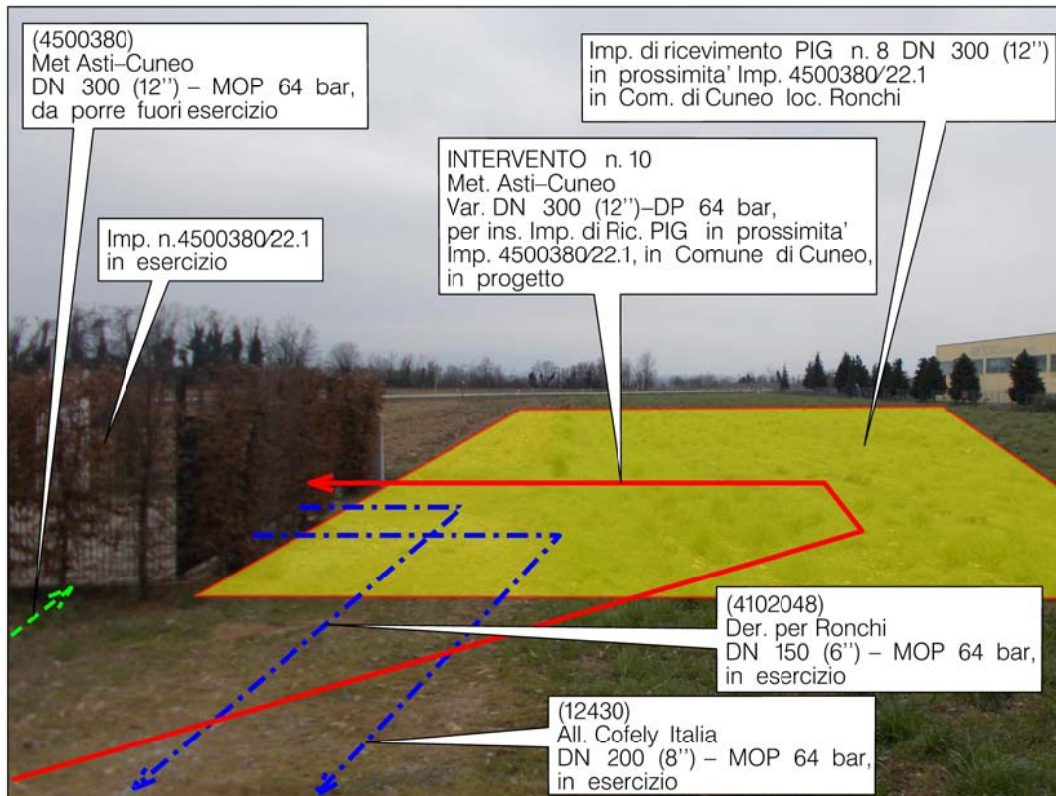 (4500380)
Met Asti–Cuneo
DN 300 (12'') – MOP 64 bar,
da porre fuori esercizio
Imp. di ricevimento PIG n. 8 DN 300 (12'')
in prossimita' Imp. 4500380/22.1
in Com. di Cuneo loc. Ronchi
INTERVENTO n. 10
Met. Asti–Cuneo
Var. DN 300 (12'')–DP 64 bar,
per ins. Imp. di Ric. PIG in prossimita'
Imp. 4500380/22.1, in Comune di Cuneo,
in progetto
Imp. n.4500380/22.1
in esercizio
(4102048)
Der. per Ronchi
DN 150 (6'') – MOP 64 bar,
in esercizio
(12430)
All. Cofely Italia
DN 200 (8'') – MOP 64 bar,
in esercizio